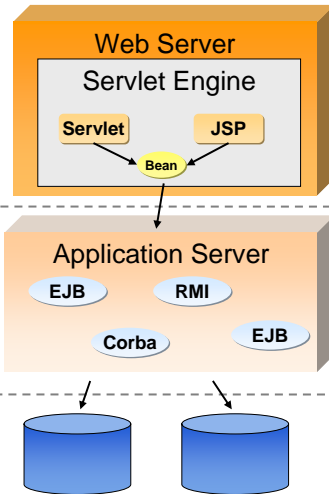 Web Server
Servlet Engine
Servlet JSP
Bean
Application Server
EJB RMI
Corba EJB